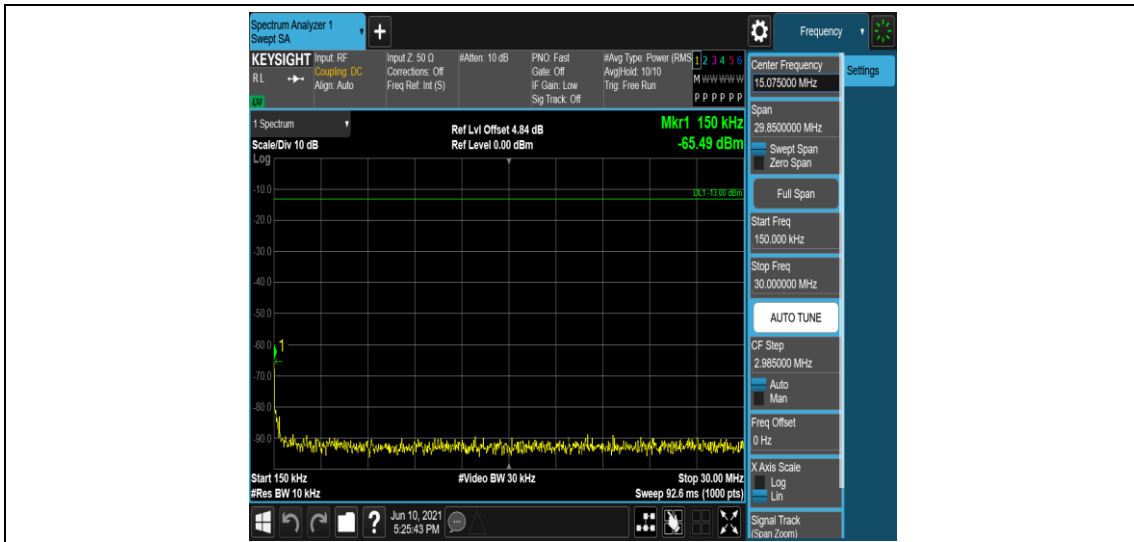 Spectrum Analyzer 1
Swept SA
+
Frequency
KEYSIGHT
Input: RF
Coupling: DC
Align: Auto
Input Z: 50 Ω
Corrections: Off
Freq Ref: Int (S)
#Atten: 10 dB
PNO: Fast
Gate: Off
IF Gain: Low
Sig Track: Off
#Avg Type: Power (RMS
Avg|Hold: 10/10
Trig: Free Run
1 2 3 4 5 6
M W W W W W
P P P P P P
R L
LXI
Center Frequency
15.075000 MHz
Settings
Span
29.8500000 MHz
Swept Span
Zero Span
Full Span
Start Freq
150.000 kHz
Stop Freq
30.000000 MHz
AUTO TUNE
CF Step
2.985000 MHz
Auto
Man
Freq Offset
0 Hz
X Axis Scale
Log
Lin
Signal Track
(Span Zoom)
1 Spectrum
Scale/Div 10 dB
Log
Ref Lvl Offset 4.84 dB
Ref Level 0.00 dBm
Mkr1 150 kHz
-65.49 dBm
DL1 -13.00 dBm
-10.0
-20.0
-30.0
-40.0
-50.0
-60.0
1
-70.0
-80.0
-90.0
Start 150 kHz
#Video BW 30 kHz
Stop 30.00 MHz
#Res BW 10 kHz
Sweep 92.6 ms (1000 pts)
?
Jun 10, 2021
5:25:43 PM